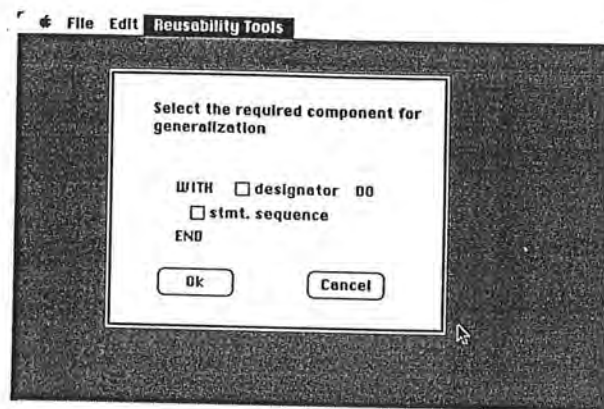 File Edit Reusability Tools
Select the required component for
generalization
WITH designator DO
stmt. sequence
END
Ok Cancel